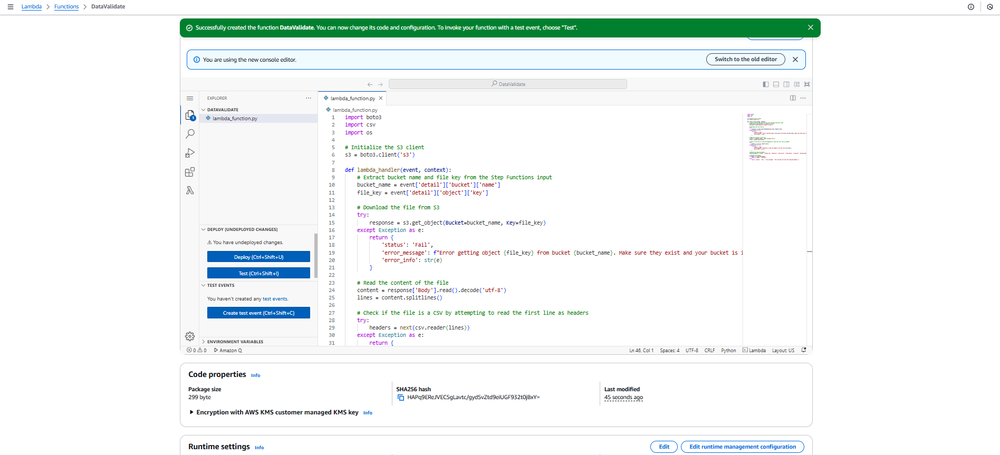 Lambda > Functions > DataValidate
Successfully created the function DataValidate. You can now change its code and configuration. To invoke your function with a test event, choose "Test".
You are using the new console editor.
Switch to the old editor
DataValidate
EXPLORER
DATAVALIDATE
lambda_function.py
DEPLOY [UNDEPLOYED CHANGES]
You have undeployed changes.
Deploy (Ctrl+Shift+U)
Test (Ctrl+Shift+I)
TEST EVENTS
You haven't created any test events.
Create test event (Ctrl+Shift+C)
ENVIRONMENT VARIABLES
lambda_function.py
lambda_function.py
1 import boto3
2 import csv
3 import os
4
5 # Initialize the S3 client
6 s3 = boto3.client('s3')
7
8 def lambda_handler(event, context):
9     # Extract bucket name and file key from the Step Functions input
10     bucket_name = event['detail']['bucket']['name']
11     file_key = event['detail']['object']['key']
12
13     # Download the file from S3
14     try:
15         response = s3.get_object(Bucket=bucket_name, Key=file_key)
16     except Exception as e:
17         return {
18             'status': 'Fail',
19             'error_message': f"Error getting object {file_key} from bucket {bucket_name}. Make sure they exist and your bucket is i
20             'error_info': str(e)
21         }
22
23     # Read the content of the file
24     content = response['Body'].read().decode('utf-8')
25     lines = content.splitlines()
26
27     # Check if the file is a CSV by attempting to read the first line as headers
28     try:
29         headers = next(csv.reader(lines))
30     except Exception as e:
31         return {
0 0 Amazon Q
Ln 46, Col 1 Spaces: 4 UTF-8 CRLF Python Lambda Layout: US
Code properties Info
Package size
299 byte
SHA256 hash
HAPq9EReJVEC5gLavtc/gyd5vZtd9eiUGF932t0jBxY=
Last modified
45 seconds ago
Encryption with AWS KMS customer managed KMS key Info
Runtime settings Info
Edit
Edit runtime management configuration